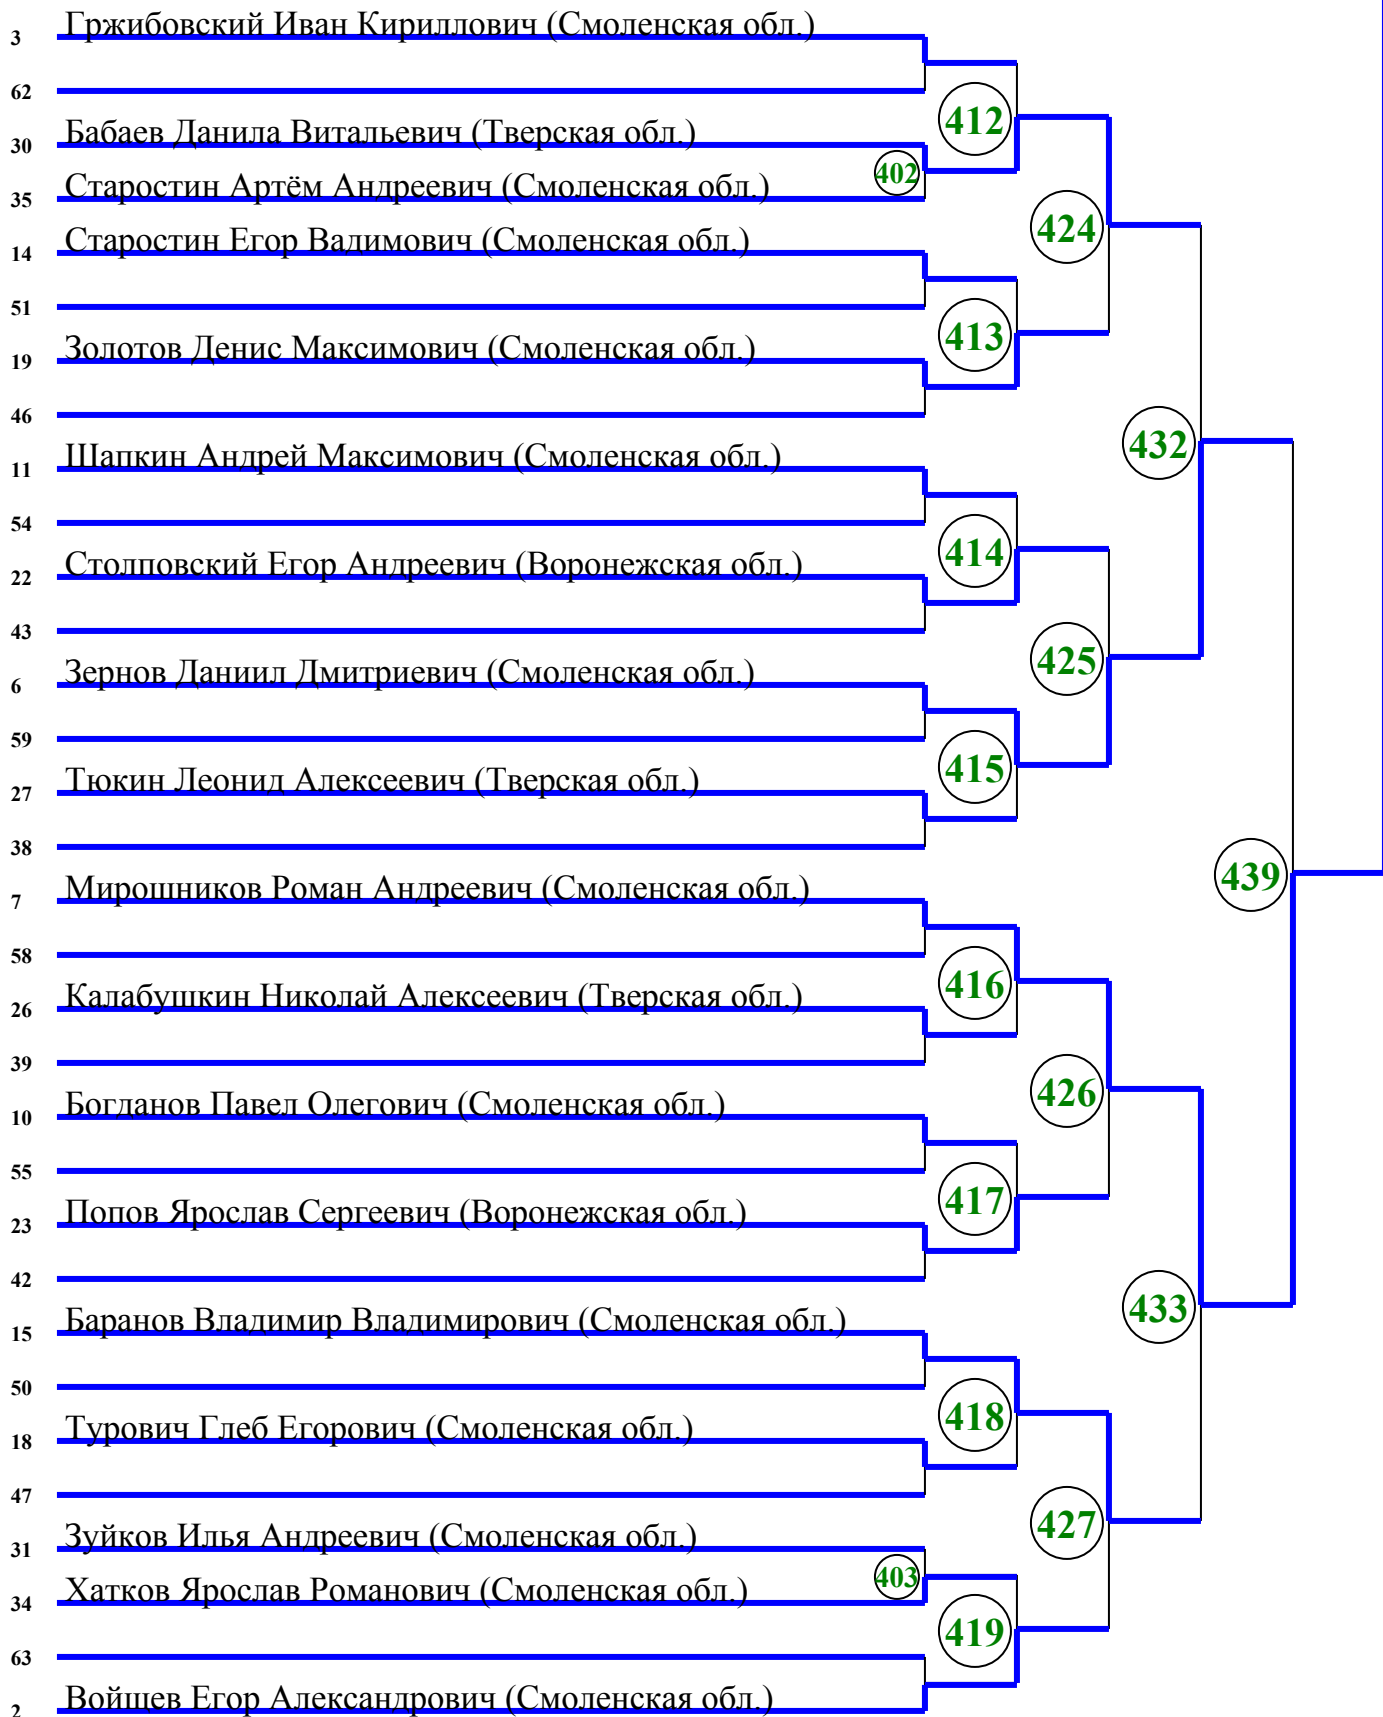 3 Гржибовский Иван Кириллович (Смоленская обл.)
62
412
30 Бабаев Данила Витальевич (Тверская обл.)
402
35 Старостин Артём Андреевич (Смоленская обл.)
424
14 Старостин Егор Вадимович (Смоленская обл.)
51
413
19 Золотов Денис Максимович (Смоленская обл.)
46
432
11 Шапкин Андрей Максимович (Смоленская обл.)
54
414
22 Столповский Егор Андреевич (Воронежская обл.)
43
425
6 Зернов Даниил Дмитриевич (Смоленская обл.)
59
415
27 Тюкин Леонид Алексеевич (Тверская обл.)
38
439
7 Мирошников Роман Андреевич (Смоленская обл.)
58
416
26 Калабушкин Николай Алексеевич (Тверская обл.)
39
426
10 Богданов Павел Олегович (Смоленская обл.)
55
417
23 Попов Ярослав Сергеевич (Воронежская обл.)
42
433
15 Баранов Владимир Владимирович (Смоленская обл.)
50
418
18 Турович Глеб Егорович (Смоленская обл.)
47
427
31 Зуйков Илья Андреевич (Смоленская обл.)
403
34 Хатков Ярослав Романович (Смоленская обл.)
419
63
2 Войщев Егор Александрович (Смоленская обл.)